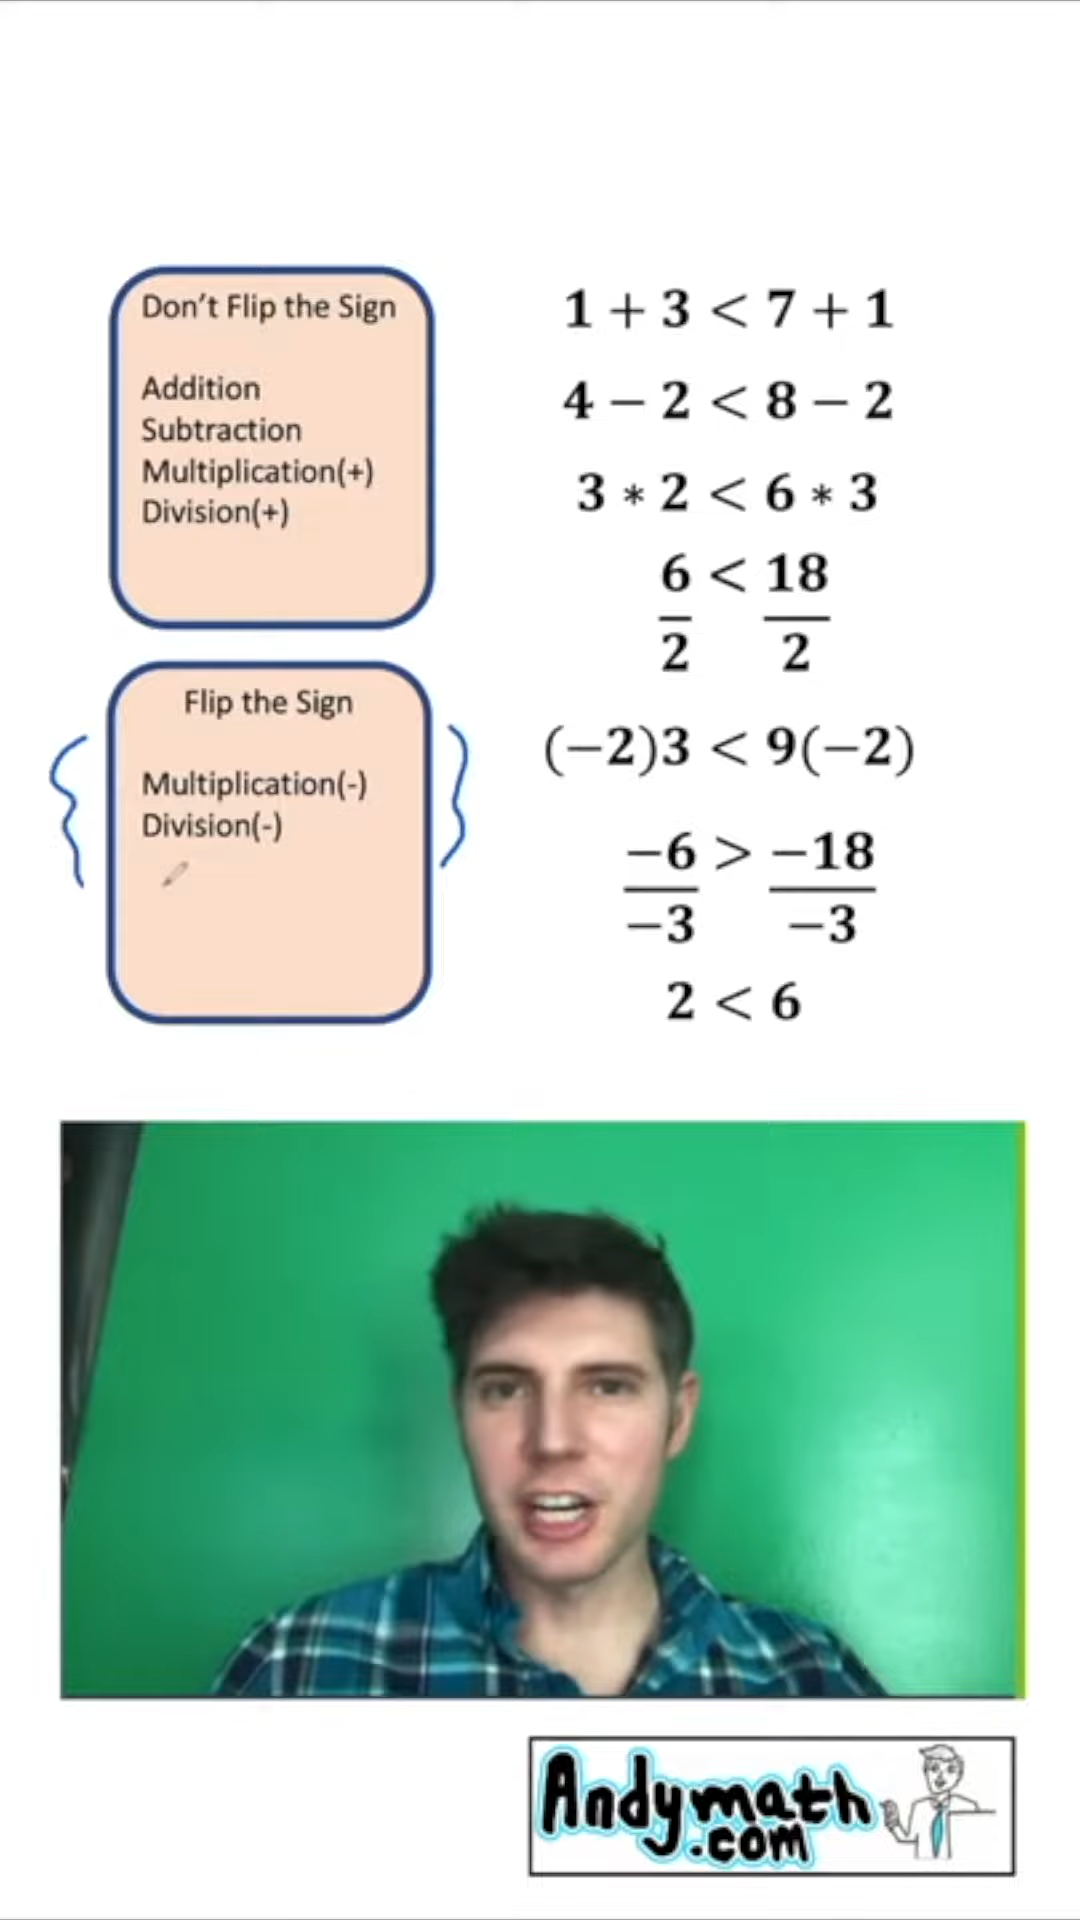 Don't Flip the Sign
Addition
Subtraction
Multiplication(+)
Division(+)
Flip the Sign
Multiplication(-)
Division(-)
1 + 3 < 7 + 1
4 − 2 < 8 − 2
3 * 2 < 6 * 3
6 < 18
2 2
(−2)3 < 9(−2)
−6 > −18
−3 −3
2 < 6
Andymath
.com